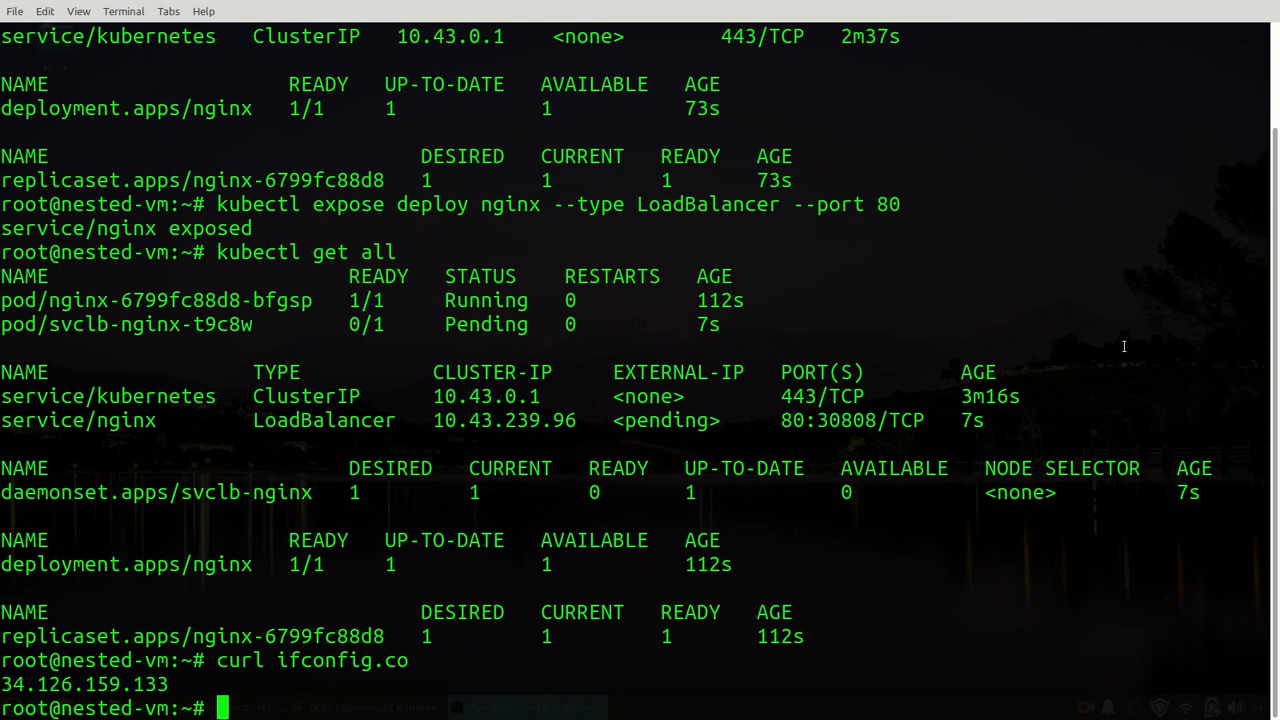 File Edit View Terminal Tabs Help
service/kubernetes ClusterIP 10.43.0.1 <none> 443/TCP 2m37s
NAME READY UP-TO-DATE AVAILABLE AGE
deployment.apps/nginx 1/1 1 1 73s
NAME DESIRED CURRENT READY AGE
replicaset.apps/nginx-6799fc88d8 1 1 1 73s
root@nested-vm:~# kubectl expose deploy nginx --type LoadBalancer --port 80
service/nginx exposed
root@nested-vm:~# kubectl get all
NAME READY STATUS RESTARTS AGE
pod/nginx-6799fc88d8-bfgsp 1/1 Running 0 112s
pod/svclb-nginx-t9c8w 0/1 Pending 0 7s
NAME TYPE CLUSTER-IP EXTERNAL-IP PORT(S) AGE
service/kubernetes ClusterIP 10.43.0.1 <none> 443/TCP 3m16s
service/nginx LoadBalancer 10.43.239.96 <pending> 80:30808/TCP 7s
NAME DESIRED CURRENT READY UP-TO-DATE AVAILABLE NODE SELECTOR AGE
daemonset.apps/svclb-nginx 1 1 0 1 0 <none> 7s
NAME READY UP-TO-DATE AVAILABLE AGE
deployment.apps/nginx 1/1 1 1 112s
NAME DESIRED CURRENT READY AGE
replicaset.apps/nginx-6799fc88d8 1 1 1 112s
root@nested-vm:~# curl ifconfig.co
34.126.159.133
root@nested-vm:~#